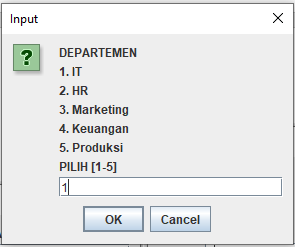 Input
DEPARTEMEN
1. IT
2. HR
3. Marketing
4. Keuangan
5. Produksi
PILIH [1-5]
1
OK Cancel